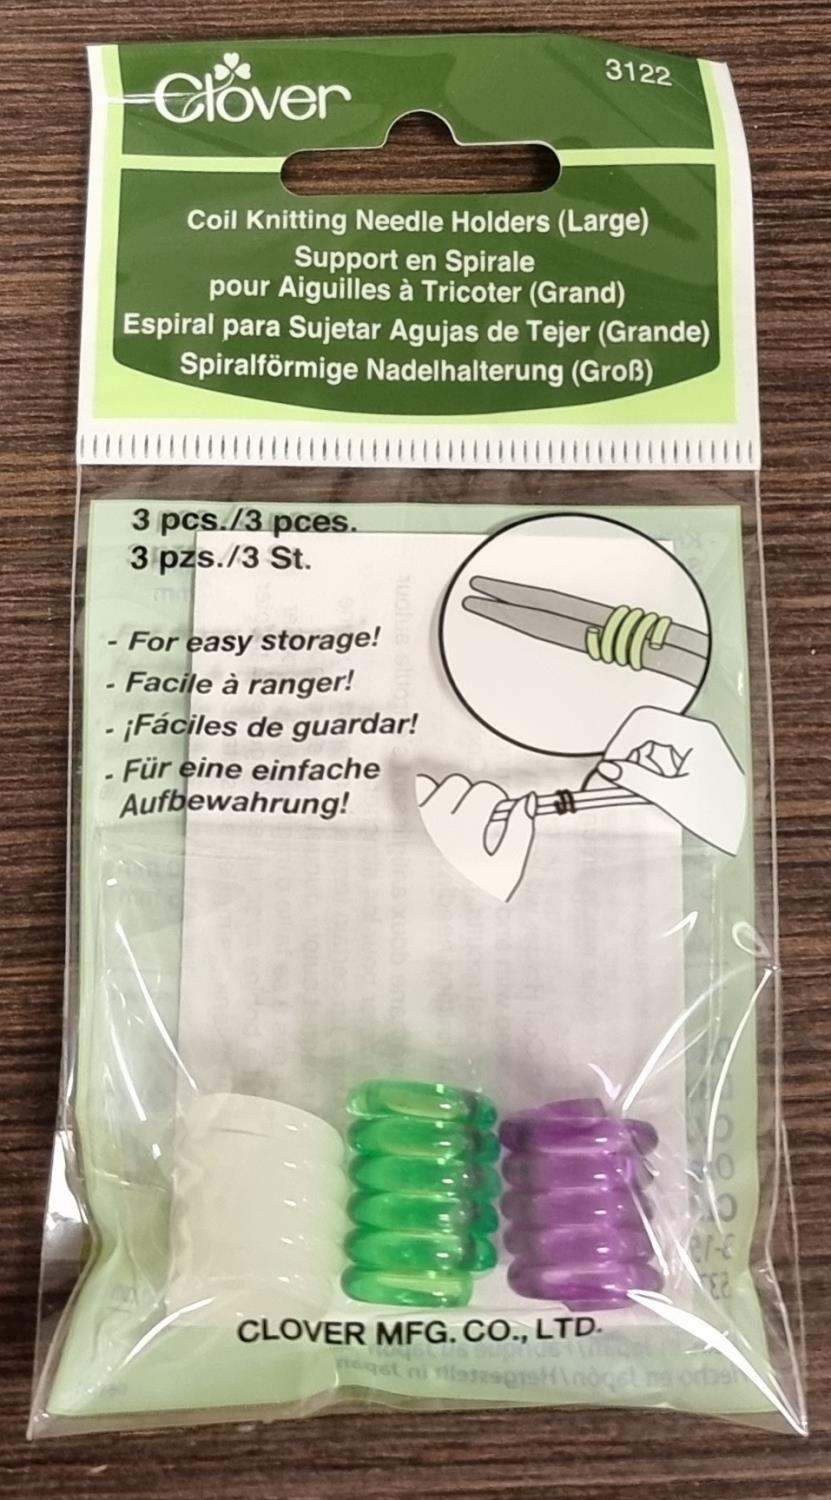 Clover
3122
Coil Knitting Needle Holders (Large)
Support en Spirale
pour Aiguilles à Tricoter (Grand)
Espiral para Sujetar Agujas de Tejer (Grande)
Spiralförmige Nadelhalterung (Groß)
3 pcs./3 pces.
3 pzs./3 St.
- For easy storage!
- Facile à ranger!
- ¡Fáciles de guardar!
- Für eine einfache
Aufbewahrung!
CLOVER MFG. CO., LTD.